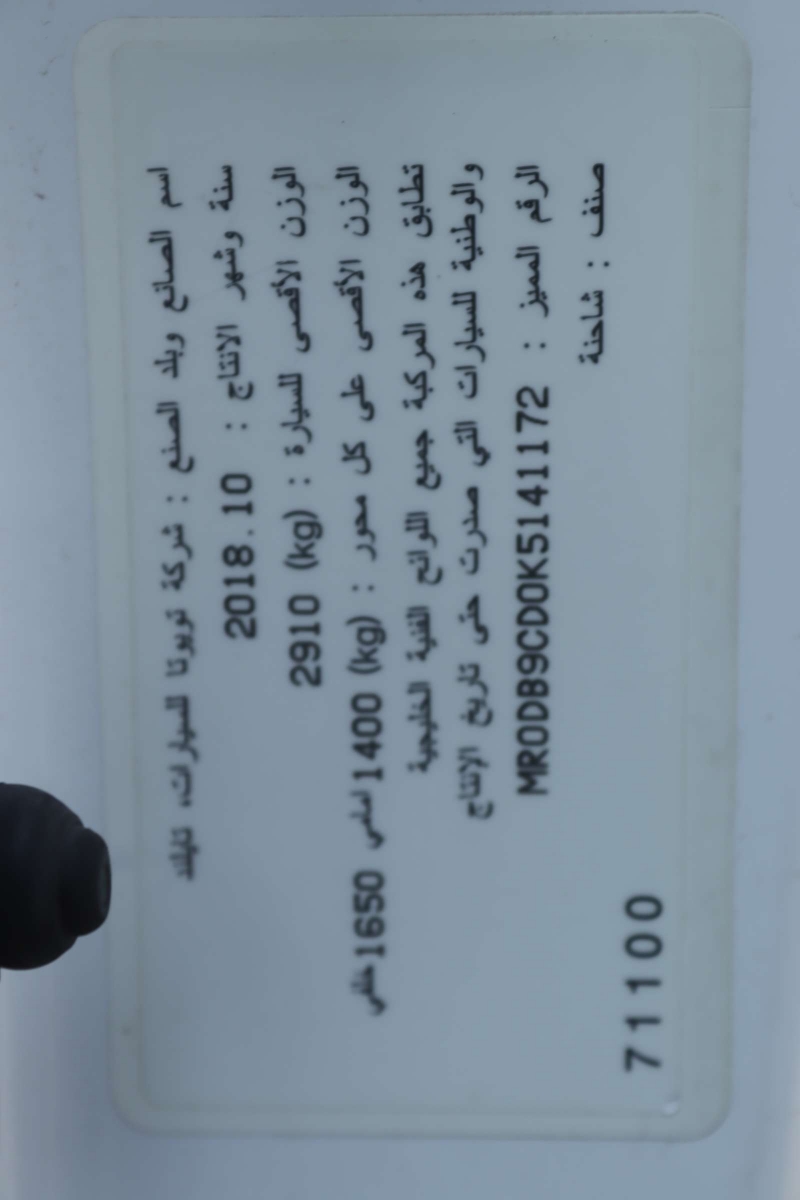 اسم الصانع وبلد الصنع : شركة تويوتا للسيارات، تايلند
سنة وشهر الانتاج : 2018.10
الوزن الأقصى للسيارة : (kg) 2910
الوزن الأقصى على كل محور : (kg) 1400 امامي 1650 خلفي
تطابق هذه المركبة جميع اللوائح الفنية الخليجية
والوطنية للسيارات التي صدرت حتى تاريخ الإنتاج
الرقم المميز : MR0DB9CD0K5141172
صنف : شاحنة
71100